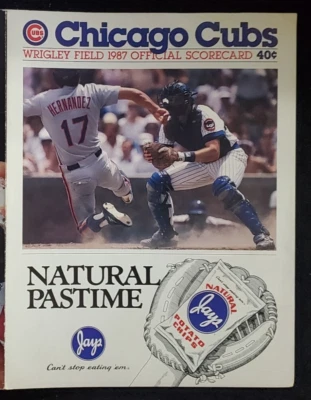 CUBS
Chicago Cubs
WRIGLEY FIELD 1987 OFFICIAL SCORECARD 40¢
HERNANDEZ
17
NATURAL
PASTIME
Jays
Can't stop eating 'em.
NATURAL
Jays
POTATO
CHIPS